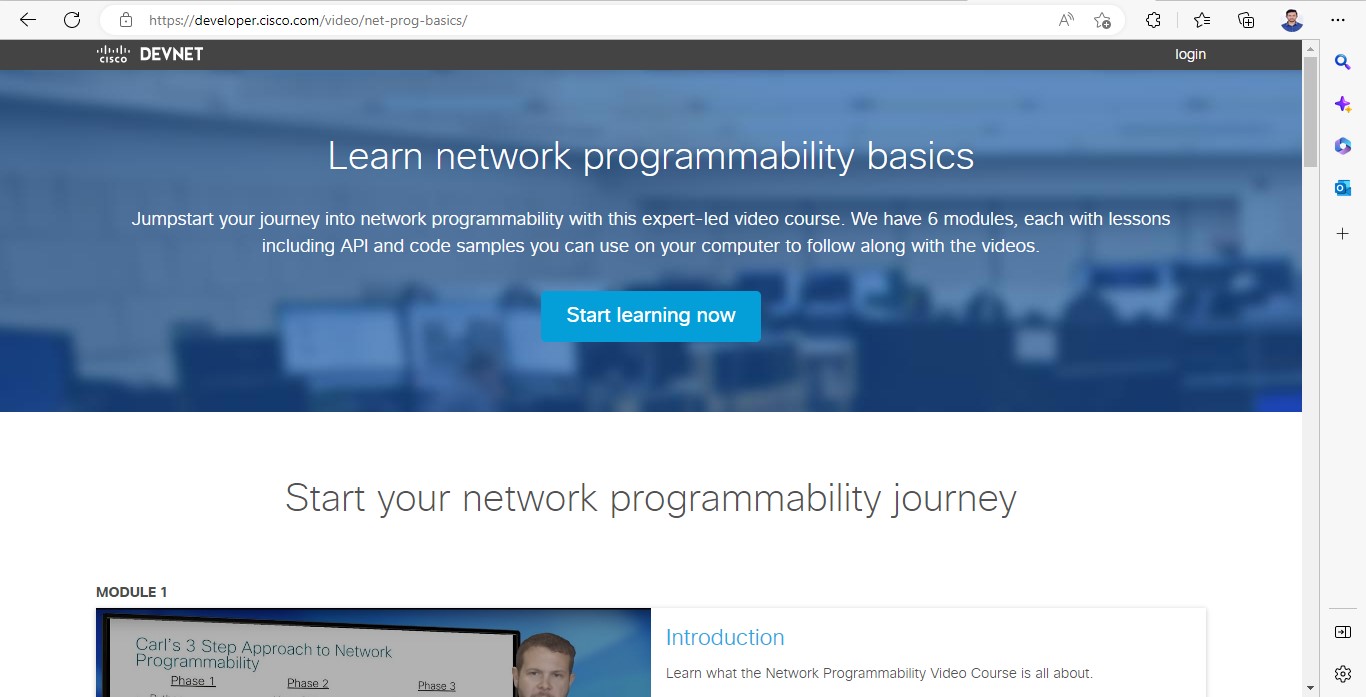 https://developer.cisco.com/video/net-prog-basics/
CISCO DEVNET
login
Learn network programmability basics
Jumpstart your journey into network programmability with this expert-led video course. We have 6 modules, each with lessons
including API and code samples you can use on your computer to follow along with the videos.
Start learning now
Start your network programmability journey
MODULE 1
Carl's 3 Step Approach to Network
Programmability
Phase 1
Phase 2
Phase 3
Introduction
Learn what the Network Programmability Video Course is all about.